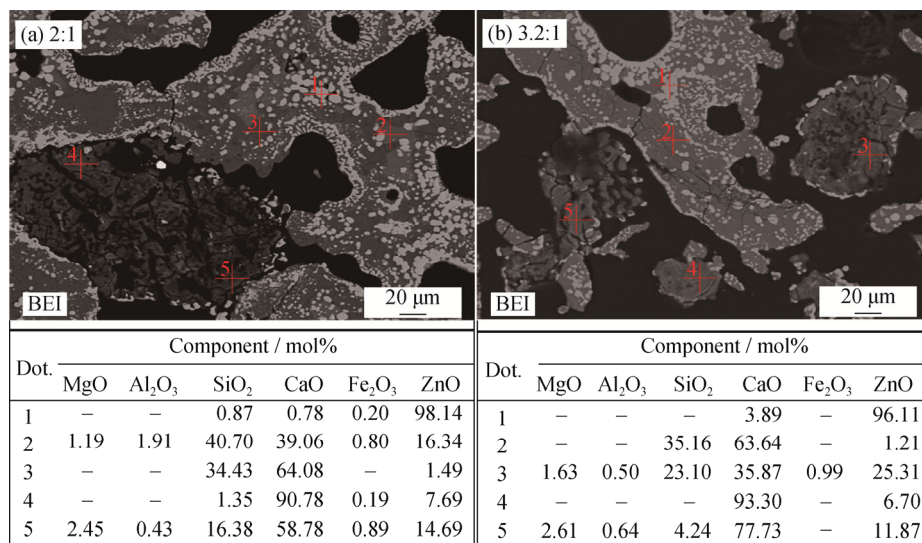 (a) 2:1
1
3
2
4
5
BEI
20 μm
(b) 3.2:1
1
2
3
5
4
BEI
20 μm
Dot. Component / mol%
MgO Al₂O₃ SiO₂ CaO Fe₂O₃ ZnO
1 – – 0.87 0.78 0.20 98.14
2 1.19 1.91 40.70 39.06 0.80 16.34
3 – – 34.43 64.08 – 1.49
4 – – 1.35 90.78 0.19 7.69
5 2.45 0.43 16.38 58.78 0.89 14.69
Dot. Component / mol%
MgO Al₂O₃ SiO₂ CaO Fe₂O₃ ZnO
1 – – – 3.89 – 96.11
2 – – 35.16 63.64 – 1.21
3 1.63 0.50 23.10 35.87 0.99 25.31
4 – – – 93.30 – 6.70
5 2.61 0.64 4.24 77.73 – 11.87